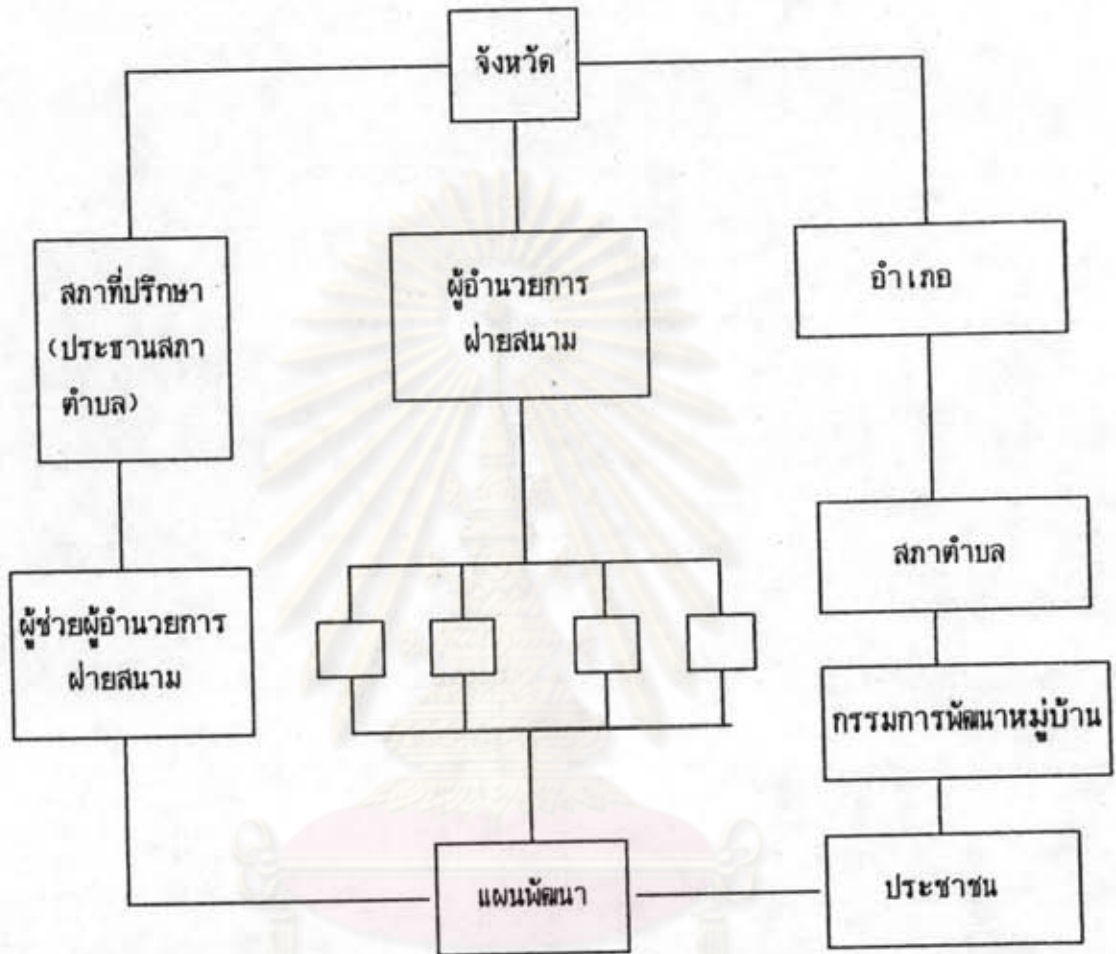 จังหวัด
สภาที่ปรึกษา
(ประธานสภา
ตำบล)
ผู้อำนวยการ
ฝ่ายสนาม
อำเภอ
สภาตำบล
ผู้ช่วยผู้อำนวยการ
ฝ่ายสนาม
กรรมการพัฒนาหมู่บ้าน
แผนพัฒนา
ประชาชน